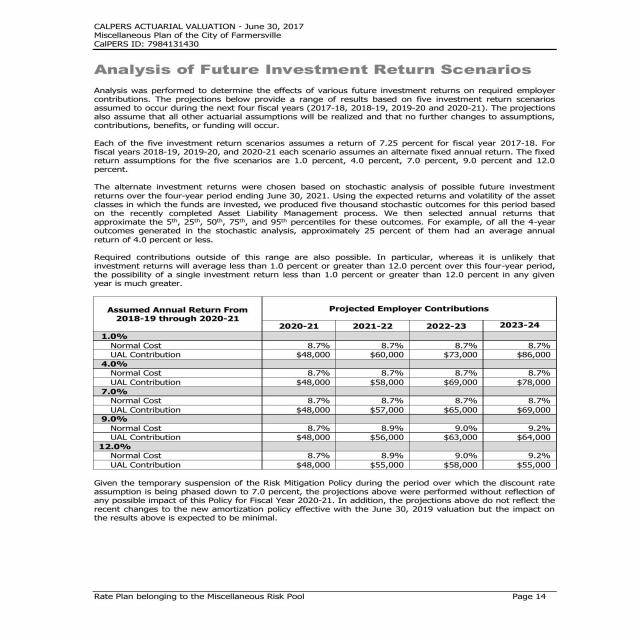 CALPERS ACTUARIAL VALUATION - June 30, 2017
Miscellaneous Plan of the City of Farmersville
CalPERS ID: 7984131430
Analysis of Future Investment Return Scenarios
Analysis was performed to determine the effects of various future investment returns on required employer
contributions. The projections below provide a range of results based on five investment return scenarios
assumed to occur during the next four fiscal years (2017-18, 2018-19, 2019-20 and 2020-21). The projections
also assume that all other actuarial assumptions will be realized and that no further changes to assumptions,
contributions, benefits, or funding will occur.
Each of the five investment return scenarios assumes a return of 7.25 percent for fiscal year 2017-18. For
fiscal years 2018-19, 2019-20, and 2020-21 each scenario assumes an alternate fixed annual return. The fixed
return assumptions for the five scenarios are 1.0 percent, 4.0 percent, 7.0 percent, 9.0 percent and 12.0
percent.
The alternate investment returns were chosen based on stochastic analysis of possible future investment
returns over the four-year period ending June 30, 2021. Using the expected returns and volatility of the asset
classes in which the funds are invested, we produced five thousand stochastic outcomes for this period based
on the recently completed Asset Liability Management process. We then selected annual returns that
approximate the 5th, 25th, 50th, 75th, and 95th percentiles for these outcomes. For example, of all the 4-year
outcomes generated in the stochastic analysis, approximately 25 percent of them had an average annual
return of 4.0 percent or less.
Required contributions outside of this range are also possible. In particular, whereas it is unlikely that
investment returns will average less than 1.0 percent or greater than 12.0 percent over this four-year period,
the possibility of a single investment return less than 1.0 percent or greater than 12.0 percent in any given
year is much greater.
Assumed Annual Return From
2018-19 through 2020-21
Projected Employer Contributions
2020-21 2021-22 2022-23 2023-24
1.0%
Normal Cost 8.7% 8.7% 8.7% 8.7%
UAL Contribution $48,000 $60,000 $73,000 $86,000
4.0%
Normal Cost 8.7% 8.7% 8.7% 8.7%
UAL Contribution $48,000 $58,000 $69,000 $78,000
7.0%
Normal Cost 8.7% 8.7% 8.7% 8.7%
UAL Contribution $48,000 $57,000 $65,000 $69,000
9.0%
Normal Cost 8.7% 8.9% 9.0% 9.2%
UAL Contribution $48,000 $56,000 $63,000 $64,000
12.0%
Normal Cost 8.7% 8.9% 9.0% 9.2%
UAL Contribution $48,000 $55,000 $58,000 $55,000
Given the temporary suspension of the Risk Mitigation Policy during the period over which the discount rate
assumption is being phased down to 7.0 percent, the projections above were performed without reflection of
any possible impact of this Policy for Fiscal Year 2020-21. In addition, the projections above do not reflect the
recent changes to the new amortization policy effective with the June 30, 2019 valuation but the impact on
the results above is expected to be minimal.
Rate Plan belonging to the Miscellaneous Risk Pool Page 14